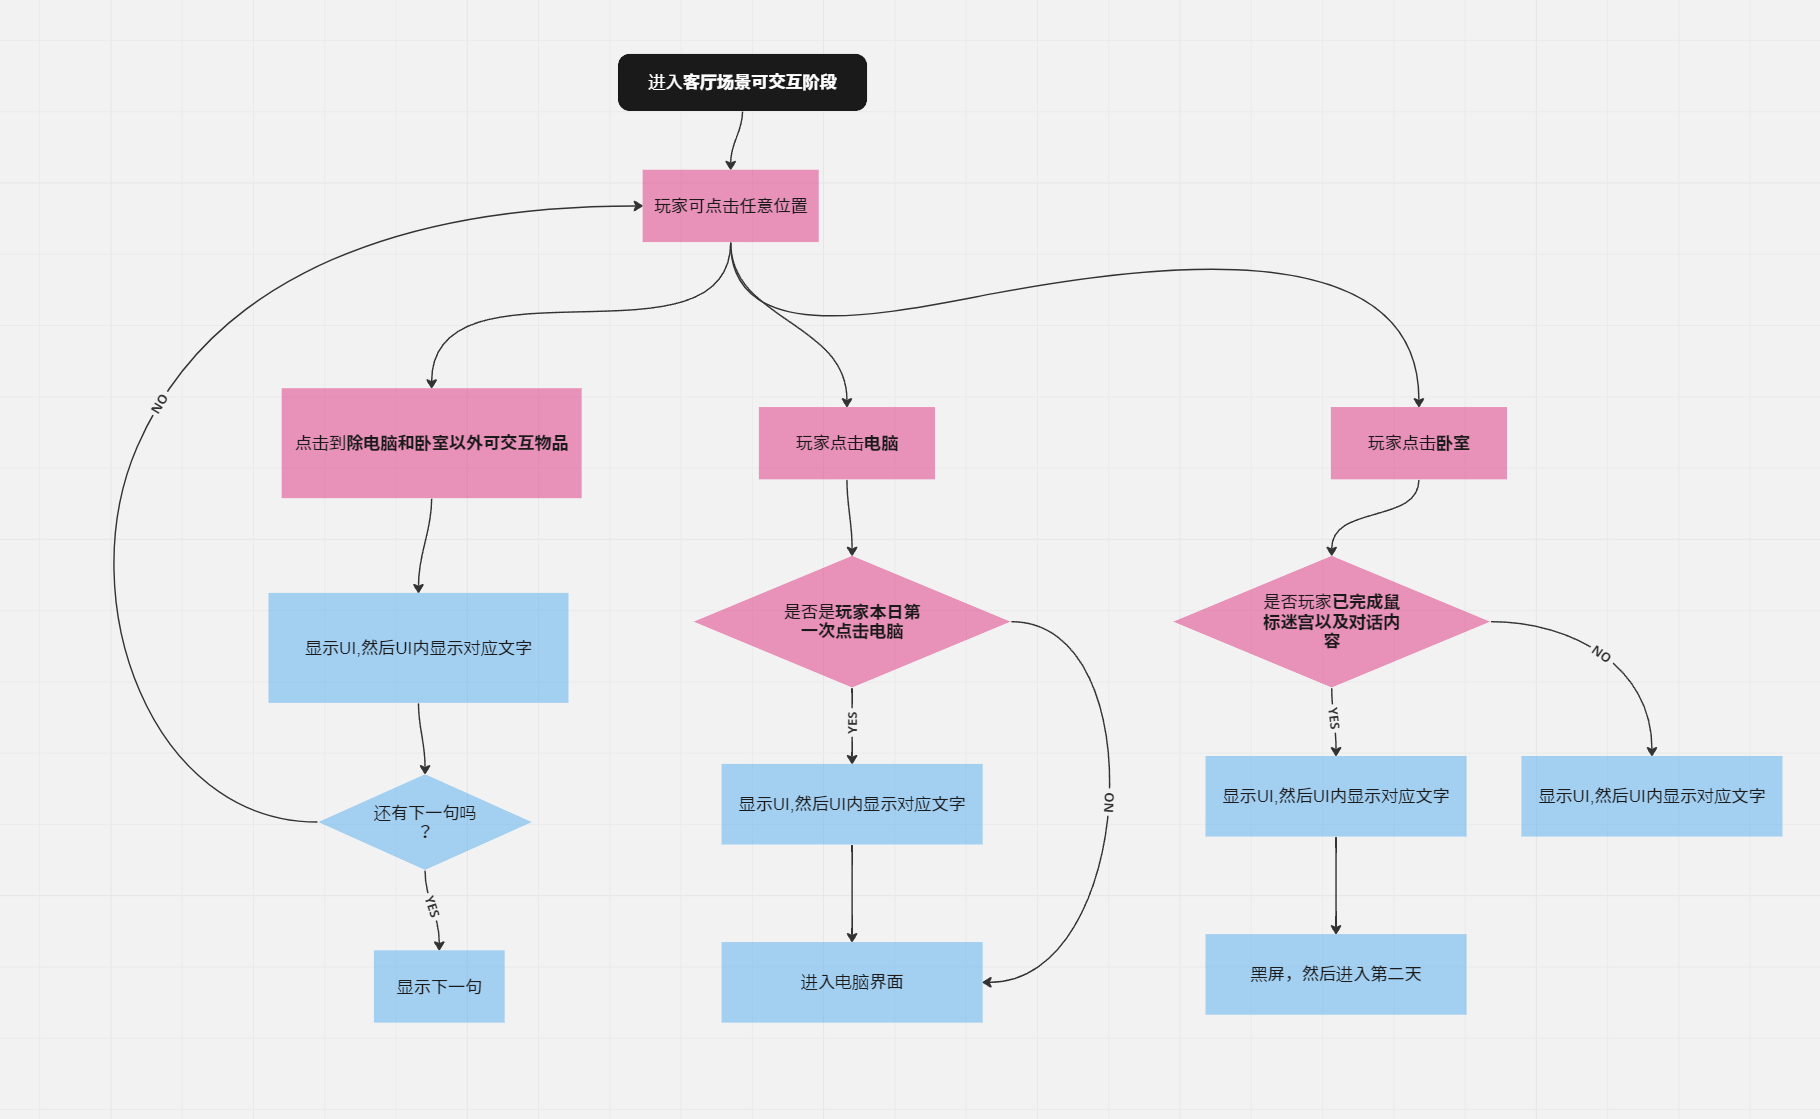 进入客厅场景可交互阶段
玩家可点击任意位置
NO
点击到除电脑和卧室以外可交互物品
玩家点击电脑
玩家点击卧室
显示UI,然后UI内显示对应文字
是否是玩家本日第
一次点击电脑
是否玩家已完成鼠
标迷宫以及对话内
容
NO
YES
YES
NO
还有下一句吗
？
显示UI,然后UI内显示对应文字
显示UI,然后UI内显示对应文字
显示UI,然后UI内显示对应文字
YES
显示下一句
进入电脑界面
黑屏，然后进入第二天